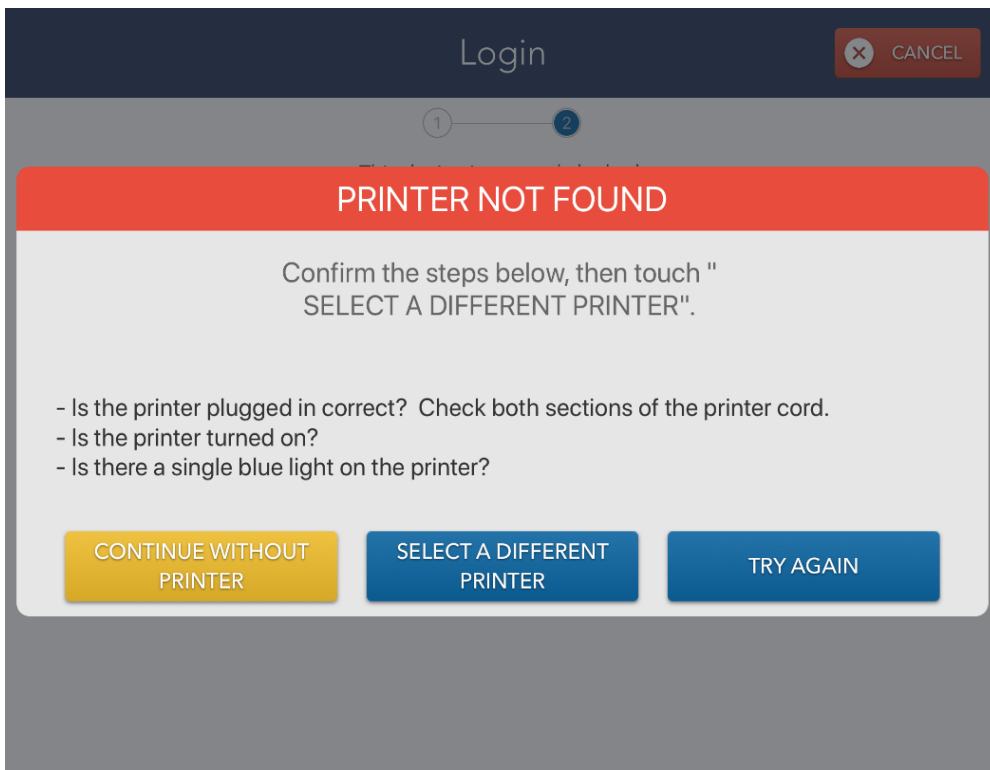 Login
CANCEL
1
2
PRINTER NOT FOUND
Confirm the steps below, then touch "
SELECT A DIFFERENT PRINTER".
- Is the printer plugged in correct?  Check both sections of the printer cord.
- Is the printer turned on?
- Is there a single blue light on the printer?
CONTINUE WITHOUT
PRINTER
SELECT A DIFFERENT
PRINTER
TRY AGAIN